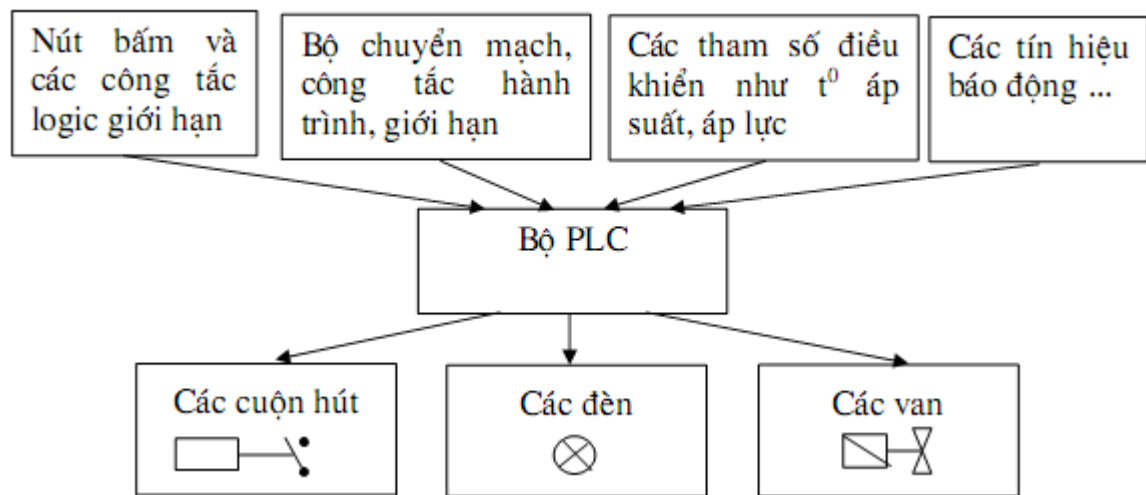 Nút bấm và
các công tắc
logic giới hạn
Bộ chuyển mạch,
công tắc hành
trình, giới hạn
Các tham số điều
khiển như t⁰ áp
suất, áp lực
Các tín hiệu
báo động ...
Bộ PLC
Các cuộn hút
Các đèn
Các van